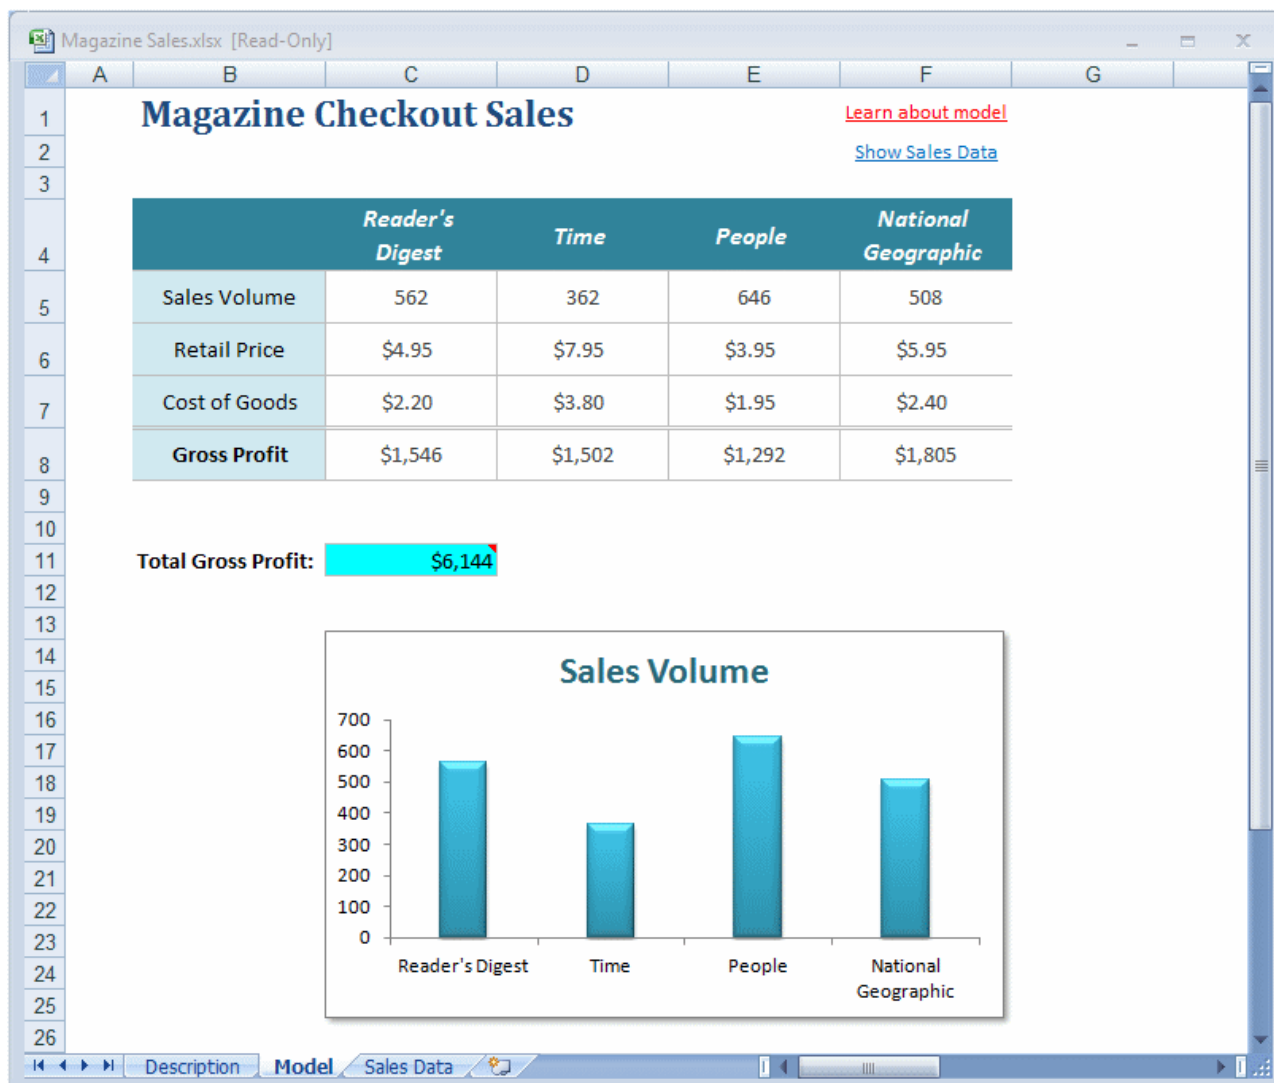 Magazine Sales.xlsx [Read-Only]
A B C D E F G
1 Magazine Checkout Sales Learn about model
2 Show Sales Data
3
4 Reader's Digest Time People National Geographic
5 Sales Volume 562 362 646 508
6 Retail Price $4.95 $7.95 $3.95 $5.95
7 Cost of Goods $2.20 $3.80 $1.95 $2.40
8 Gross Profit $1,546 $1,502 $1,292 $1,805
9
10
11 Total Gross Profit: $6,144
12
13
14
15
16
17
18
19
20
21
22
23
24
25
26
Sales Volume
700
600
500
400
300
200
100
0
Reader's Digest Time People National
Geographic
Description Model Sales Data